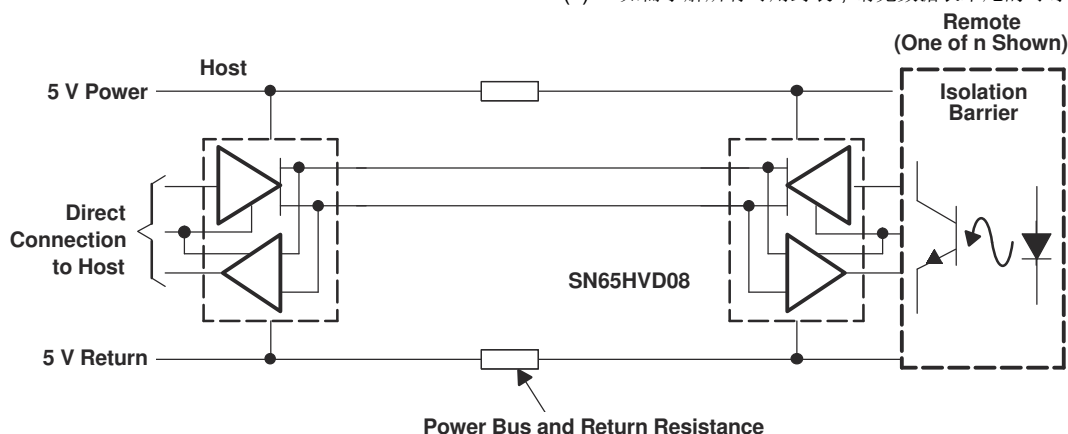 Remote
(One of n Shown)
Host
5 V Power
Isolation
Barrier
Direct
Connection
to Host
SN65HVD08
5 V Return
Power Bus and Return Resistance